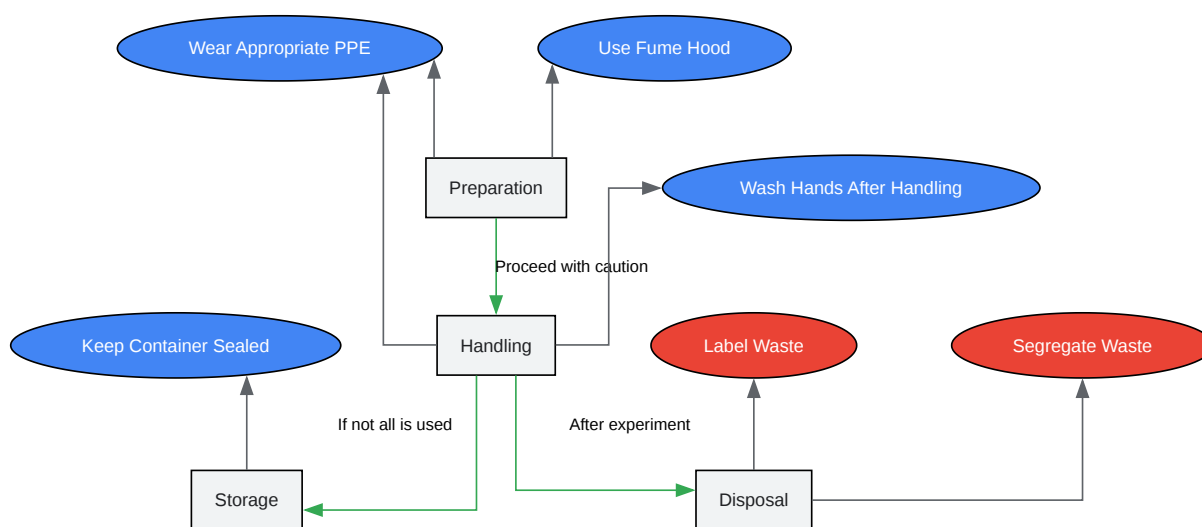 Wear Appropriate PPE
Use Fume Hood
Preparation
Wash Hands After Handling
Proceed with caution
Keep Container Sealed
Handling
Label Waste
Segregate Waste
If not all is used
After experiment
Storage
Disposal